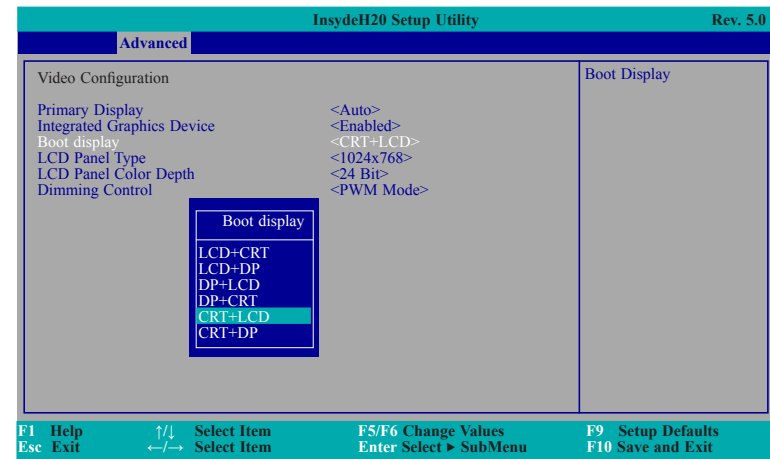 InsydeH20 Setup Utility Rev. 5.0
Advanced
Video Configuration
Boot Display
Primary Display <Auto>
Integrated Graphics Device <Enabled>
Boot display <CRT+LCD>
LCD Panel Type <1024x768>
LCD Panel Color Depth <24 Bit>
Dimming Control <PWM Mode>
Boot display
LCD+CRT
LCD+DP
DP+LCD
DP+CRT
CRT+LCD
CRT+DP
F1 Help ↑/↓ Select Item F5/F6 Change Values F9 Setup Defaults
Esc Exit ←/→ Select Item Enter Select ► SubMenu F10 Save and Exit